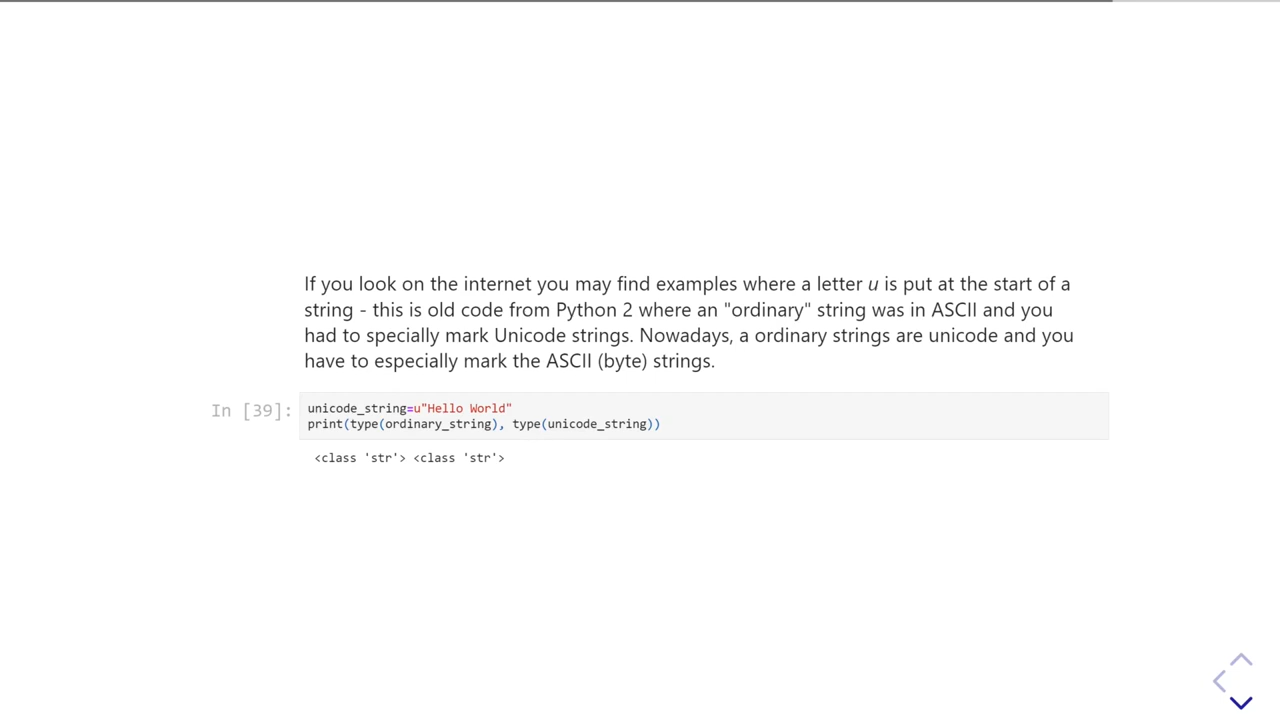 If you look on the internet you may find examples where a letter u is put at the start of a
string - this is old code from Python 2 where an "ordinary" string was in ASCII and you
had to specially mark Unicode strings. Nowadays, a ordinary strings are unicode and you
have to especially mark the ASCII (byte) strings.
In [39]:
unicode_string=u"Hello World"
print(type(ordinary_string), type(unicode_string))
<class 'str'> <class 'str'>